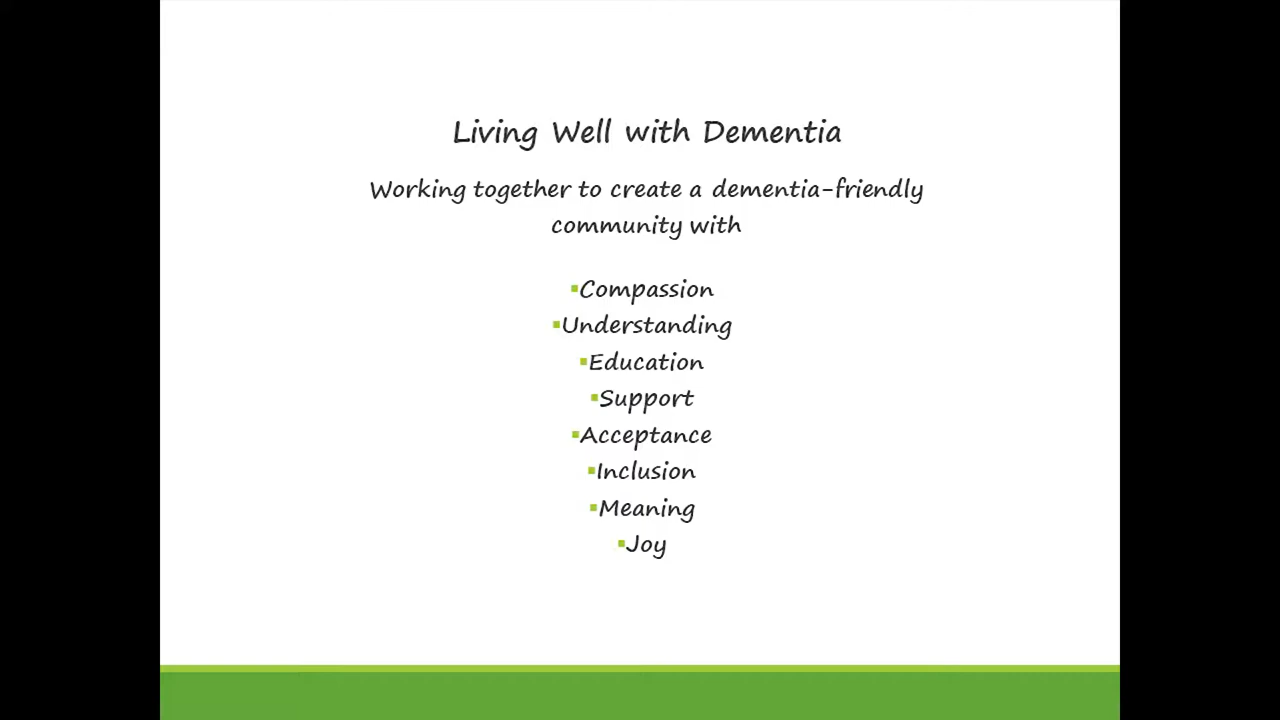 Living Well with Dementia
Working together to create a dementia-friendly
community with
▪Compassion
▪Understanding
▪Education
▪Support
▪Acceptance
▪Inclusion
▪Meaning
▪Joy